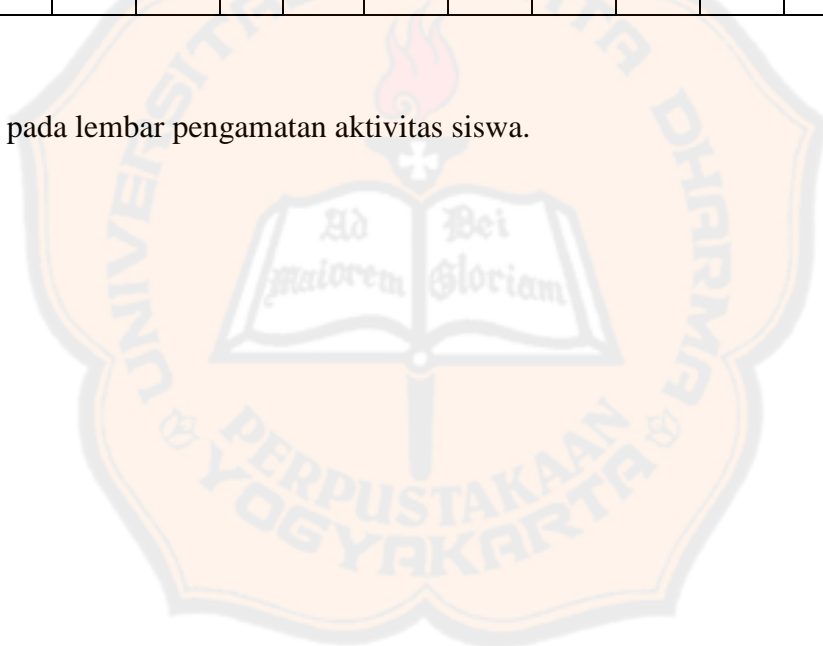 pada lembar pengamatan aktivitas siswa.
UNIVERSITAS SANATA DHARMA
Ad Dei
Maiorem Gloriam
PERPUSTAKAAN
YOGYAKARTA